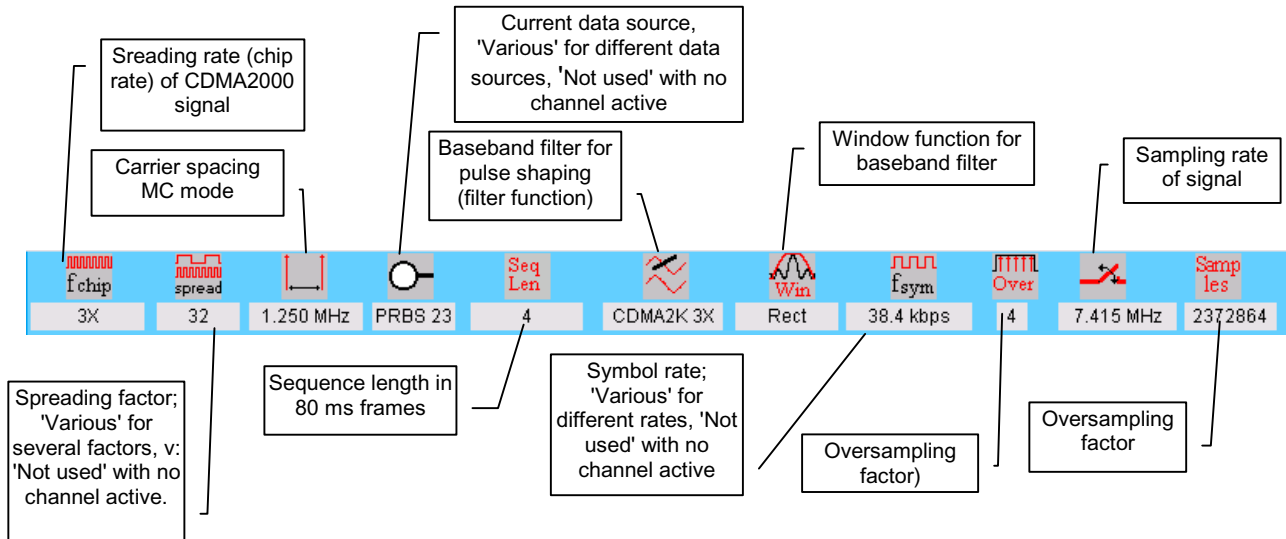 Sreading rate (chip
rate) of CDMA2000
signal
Current data source,
'Various' for different data
sources, 'Not used' with no
channel active
Carrier spacing
MC mode
Baseband filter for
pulse shaping
(filter function)
Window function for
baseband filter
Sampling rate
of signal
fchip
spread
Seq
Len
Win
fsym
Over
Samp
les
3X
32
1.250 MHz
PRBS 23
4
CDMA2K 3X
Rect
38.4 kbps
4
7.415 MHz
2372864
Spreading factor;
'Various' for
several factors, v:
'Not used' with no
channel active.
Sequence length in
80 ms frames
Symbol rate;
'Various' for
different rates, 'Not
used' with no
channel active
Oversampling
factor)
Oversampling
factor